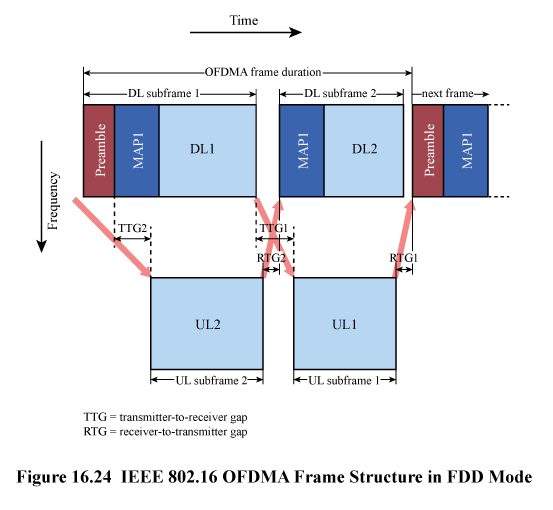 Time
OFDMA frame duration
DL subframe 1
DL subframe 2
next frame
Frequency
Preamble
MAP1
DL1
MAP1
DL2
Preamble
MAP1
TTG2
TTG1
RTG2
RTG1
UL2
UL1
UL subframe 2
UL subframe 1
TTG = transmitter-to-receiver gap
RTG = receiver-to-transmitter gap
Figure 16.24 IEEE 802.16 OFDMA Frame Structure in FDD Mode